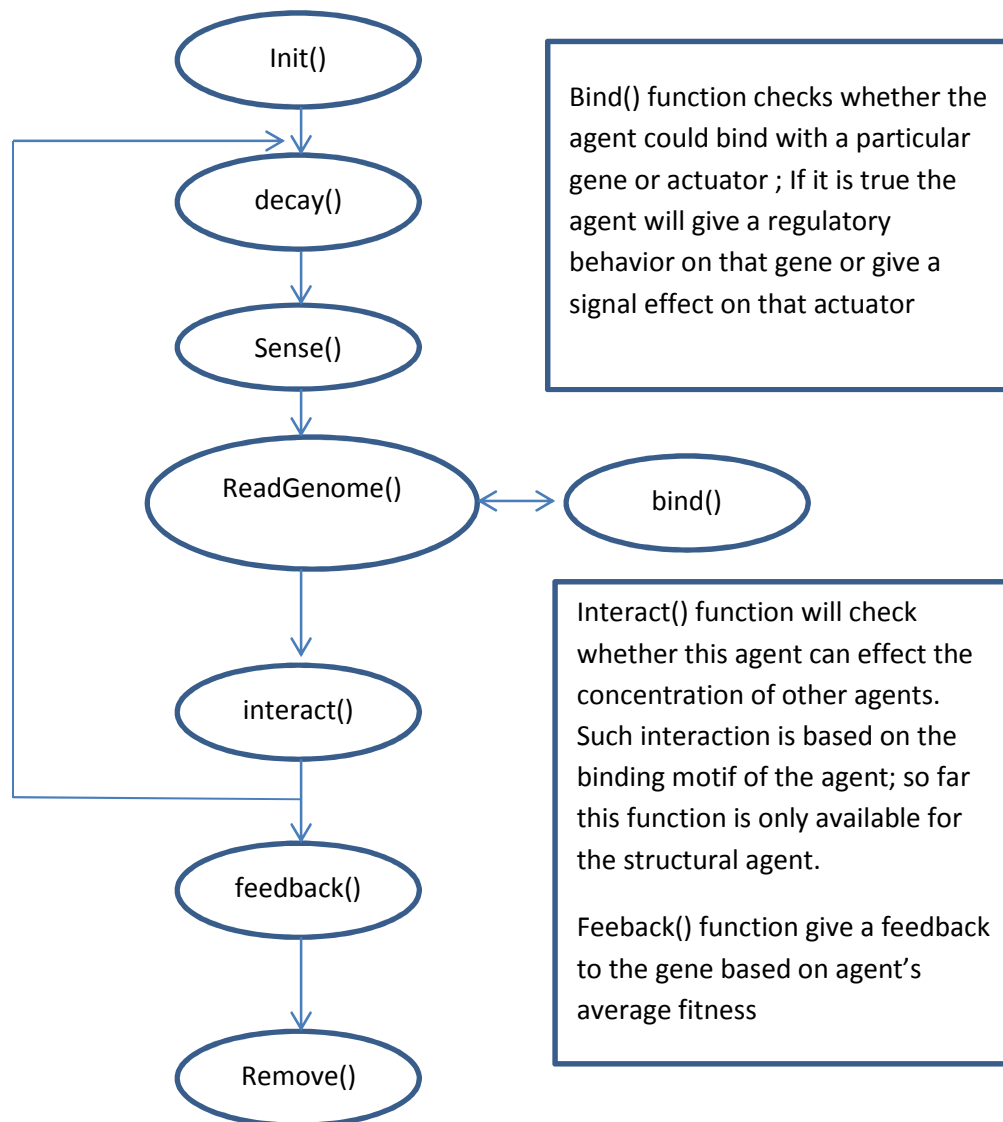 Init()
decay()
Sense()
ReadGenome()
bind()
interact()
feedback()
Remove()
Bind() function checks whether the
agent could bind with a particular
gene or actuator ; If it is true the
agent will give a regulatory
behavior on that gene or give a
signal effect on that actuator
Interact() function will check
whether this agent can effect the
concentration of other agents.
Such interaction is based on the
binding motif of the agent; so far
this function is only available for
the structural agent.
Feeback() function give a feedback
to the gene based on agent’s
average fitness